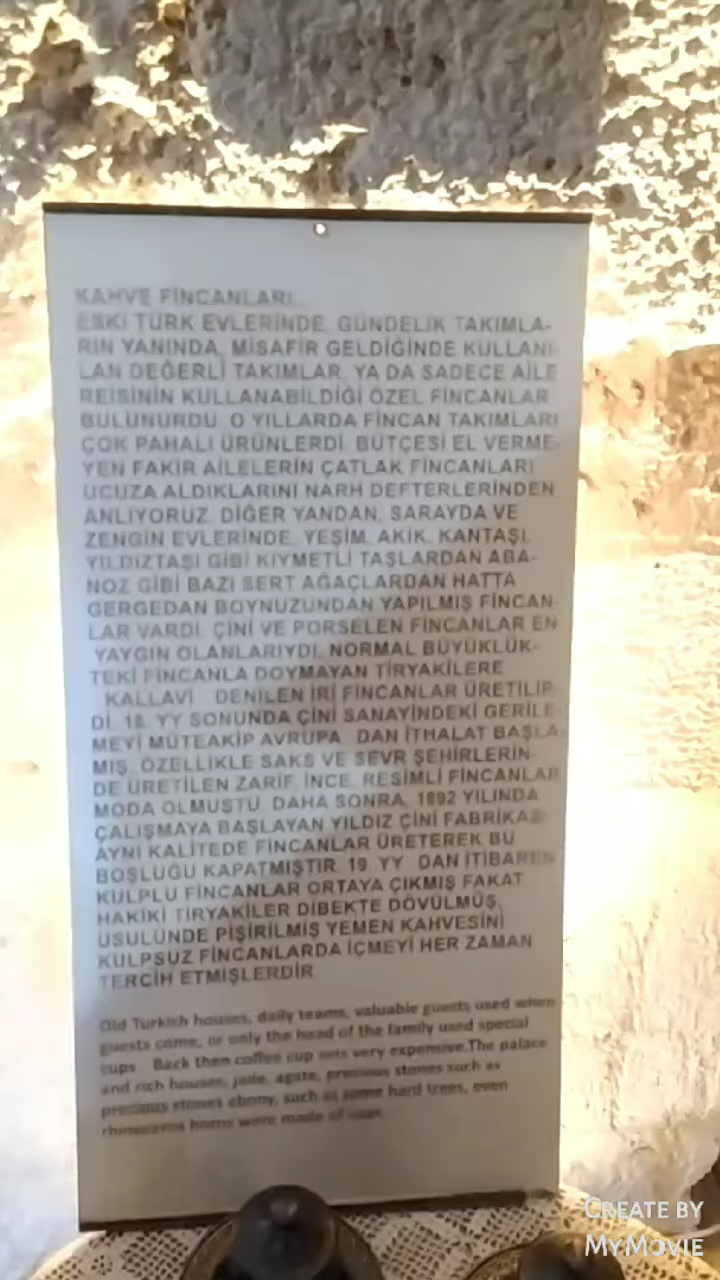 KAHVE FİNCANLARI...
ESKİ TÜRK EVLERİNDE, GÜNDELİK TAKIMLA-
RIN YANINDA, MİSAFİR GELDİĞİNDE KULLANI-
LAN DEĞERLİ TAKIMLAR, YA DA SADECE AİLE
REİSİNİN KULLANABİLDİĞİ ÖZEL FİNCANLAR
BULUNURDU. O YILLARDA FİNCAN TAKIMLARI
ÇOK PAHALI ÜRÜNLERDİ. BÜTÇESİ EL VERME-
YEN FAKİR AİLELERİN ÇATLAK FİNCANLARI
UCUZA ALDIKLARINI NARH DEFTERLERİNDEN
ANLIYORUZ. DİĞER YANDAN, SARAYDA VE
ZENGİN EVLERİNDE, YEŞİM, AKİK, KANTAŞI,
YILDIZTAŞI GİBİ KIYMETLİ TAŞLARDAN ABA-
NOZ GİBİ BAZI SERT AĞAÇLARDAN HATTA
GERGEDAN BOYNUZUNDAN YAPILMIŞ FİNCAN-
LAR VARDI. ÇİNİ VE PORSELEN FİNCANLAR EN
YAYGIN OLANLARIYDI. NORMAL BÜYÜKLÜK-
TEKİ FİNCANLA DOYMAYAN TİRYAKİLERE
KALLAVİ DENİLEN İRİ FİNCANLAR ÜRETİLİR-
Dİ. 18. YY SONUNDA ÇİNİ SANAYİNDEKİ GERİLE-
MEYİ MÜTEAKİP AVRUPA DAN İTHALAT BAŞLA-
MIŞ, ÖZELLİKLE SAKS VE SEVR ŞEHİRLERİN-
DE ÜRETİLEN ZARİF, İNCE, RESİMLİ FİNCANLAR
MODA OLMUŞTU. DAHA SONRA, 1892 YILINDA
ÇALIŞMAYA BAŞLAYAN YILDIZ ÇİNİ FABRİKASI
AYNI KALİTEDE FİNCANLAR ÜRETEREK BU
BOŞLUĞU KAPATMIŞTIR. 19. YY DAN İTİBAREN
KULPLU FİNCANLAR ORTAYA ÇIKMIŞ FAKAT
HAKİKİ TİRYAKİLER DİBEKTE DÖVÜLMÜŞ,
USULÜNDE PİŞİRİLMİŞ YEMEN KAHVESİNİ
KULPSUZ FİNCANLARDA İÇMEYİ HER ZAMAN
TERCİH ETMİŞLERDİR.
Old Turkish houses, daily teams, valuable guests used when
guests come, or only the head of the family used special
cups. Back then coffee cup sets very expensive.The palace
and rich houses, jade, agate, precious stones such as
precious stones ebony, such as some hard trees, even
rhinoceros horns were made of cups.
CREATE BY
MYMOVIE